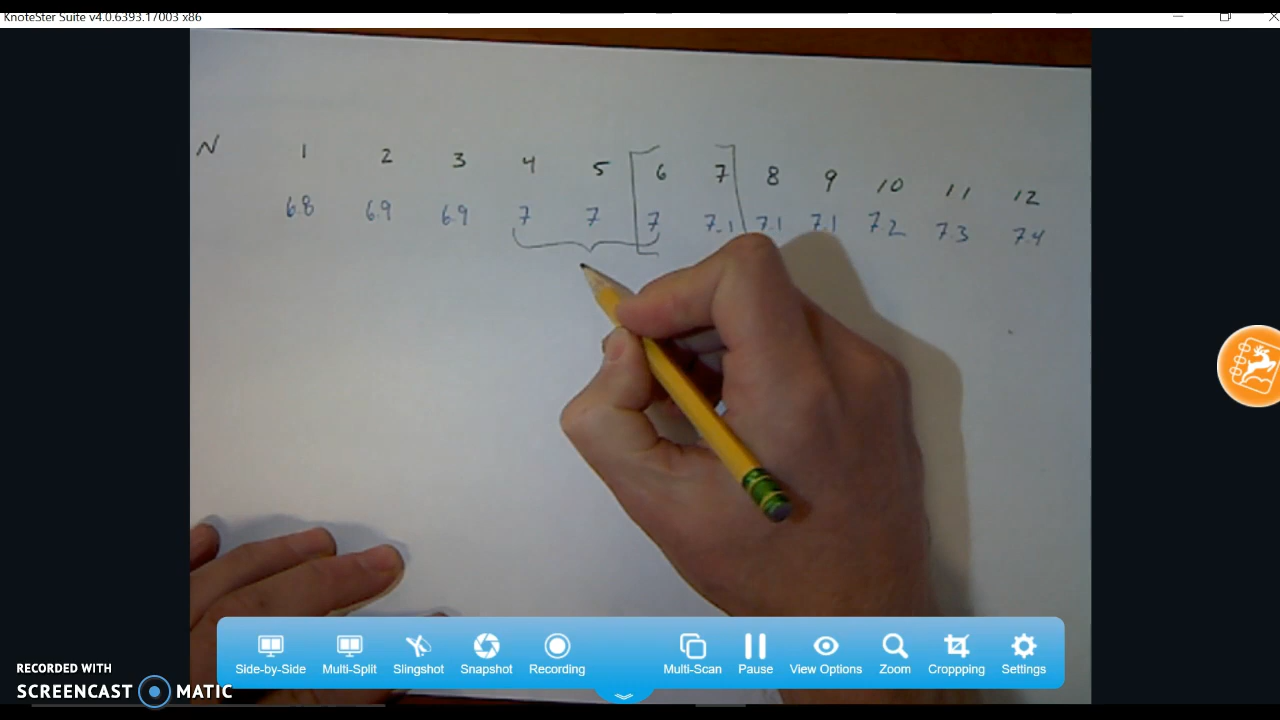 KnoteSter Suite v4.0.6393.17003 x86
N 1 2 3 4 5 6 7 8 9 10 11 12
6.8 6.9 6.9 7 7 7 7.1 7.1 7.1 7.2 7.3 7.4
Side-by-Side Multi-Split Slingshot Snapshot Recording Multi-Scan Pause View Options Zoom Croppping Settings
RECORDED WITH
SCREENCAST MATIC